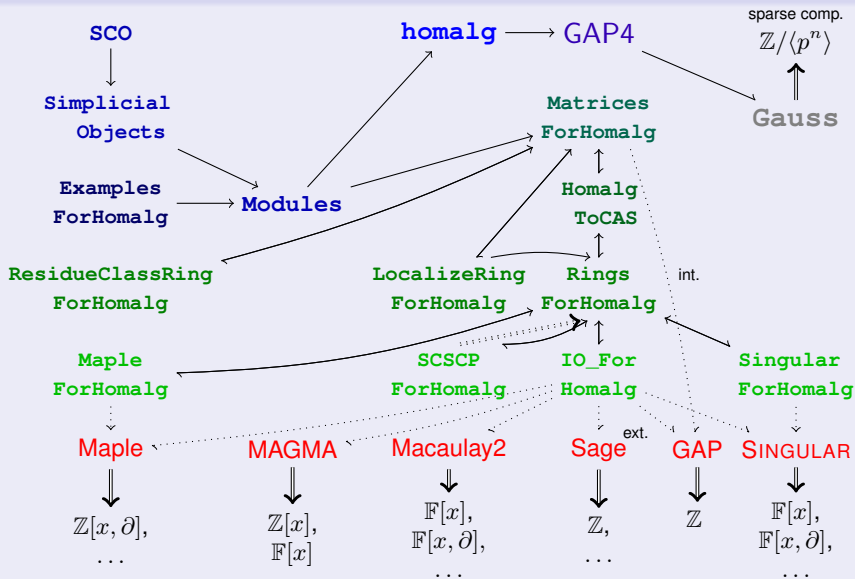 sparse comp.
SCO
homalg
GAP4
ℤ/⟨pⁿ⟩
Simplicial
Objects
Matrices
ForHomalg
Gauss
Examples
ForHomalg
Modules
Homalg
ToCAS
ResidueClassRing
ForHomalg
LocalizeRing
ForHomalg
Rings
ForHomalg
int.
Maple
ForHomalg
SCSCP
ForHomalg
IO_For
Homalg
Singular
ForHomalg
ext.
Maple
MAGMA
Macaulay2
Sage
GAP
SINGULAR
ℤ[x, ∂],
...
ℤ[x],
𝔽[x]
𝔽[x],
𝔽[x, ∂],
...
ℤ,
...
ℤ
𝔽[x],
𝔽[x, ∂],
...